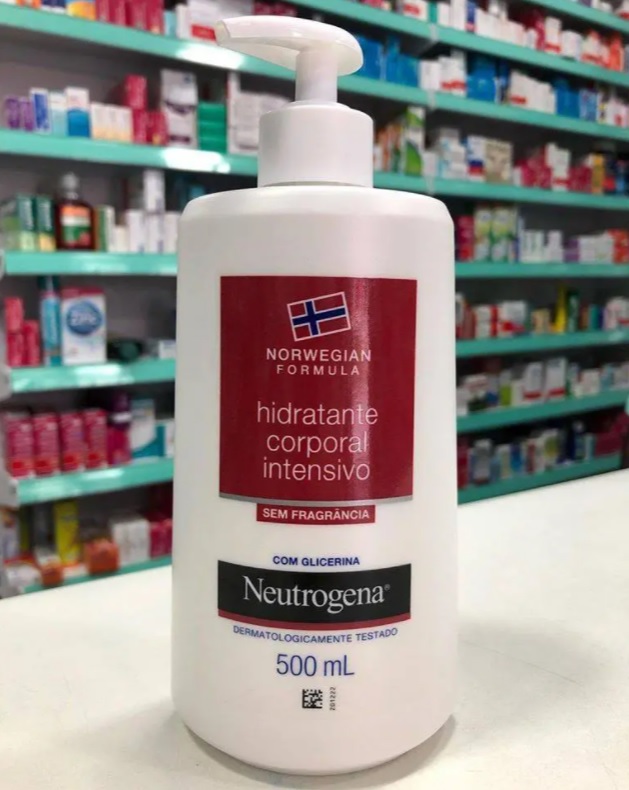 NORWEGIAN
FORMULA
hidratante
corporal
intensivo
SEM FRAGRÂNCIA
COM GLICERINA
Neutrogena®
DERMATOLOGICAMENTE TESTADO
500 mL